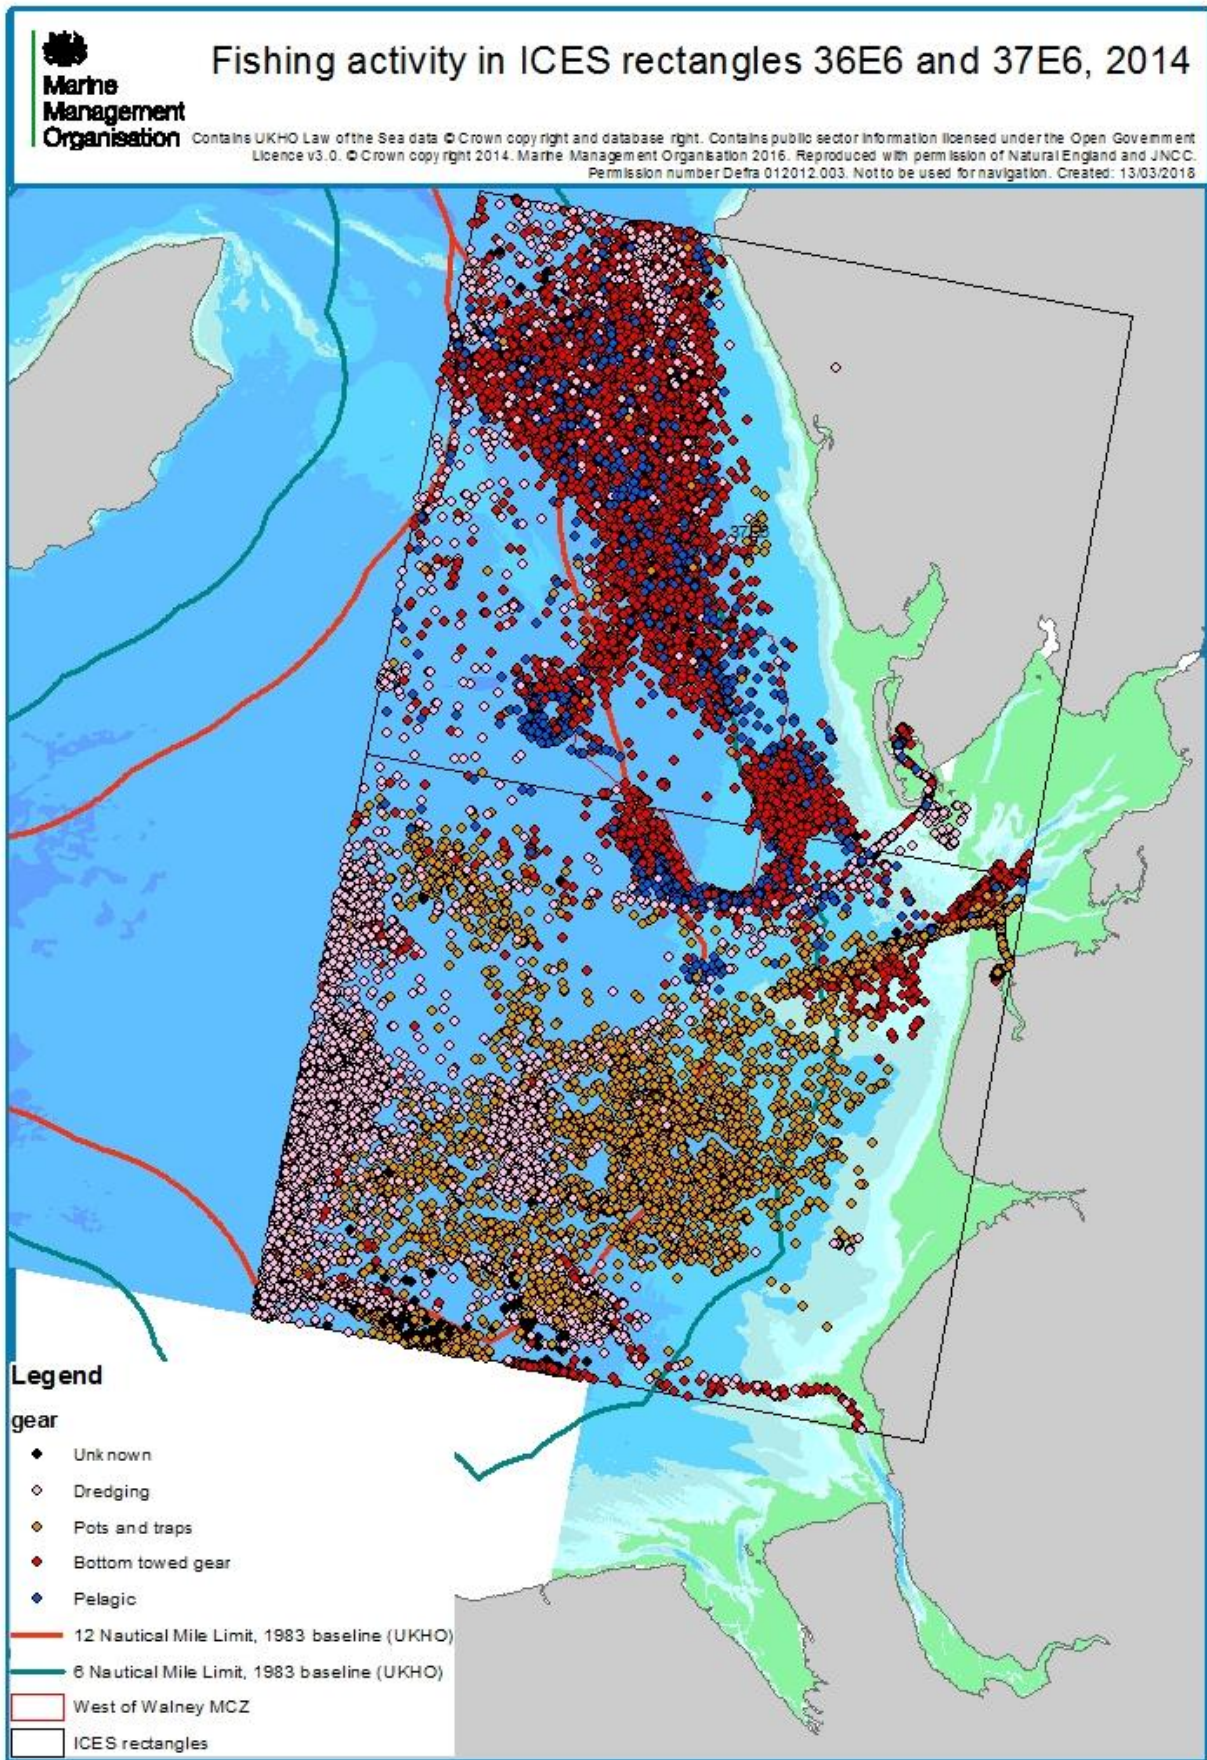 Marine
Management
Organisation
Fishing activity in ICES rectangles 36E6 and 37E6, 2014
Contains UKHO Law of the Sea data © Crown copyright and database right. Contains public sector information licensed under the Open Government
Licence v3.0. © Crown copyright 2014. Marine Management Organisation 2016. Reproduced with permission of Natural England and JNCC.
Permission number Defra 012012.003. Not to be used for navigation. Created: 13/03/2018
Legend
gear
Unknown
Dredging
Pots and traps
Bottom towed gear
Pelagic
12 Nautical Mile Limit, 1983 baseline (UKHO)
6 Nautical Mile Limit, 1983 baseline (UKHO)
West of Walney MCZ
ICES rectangles